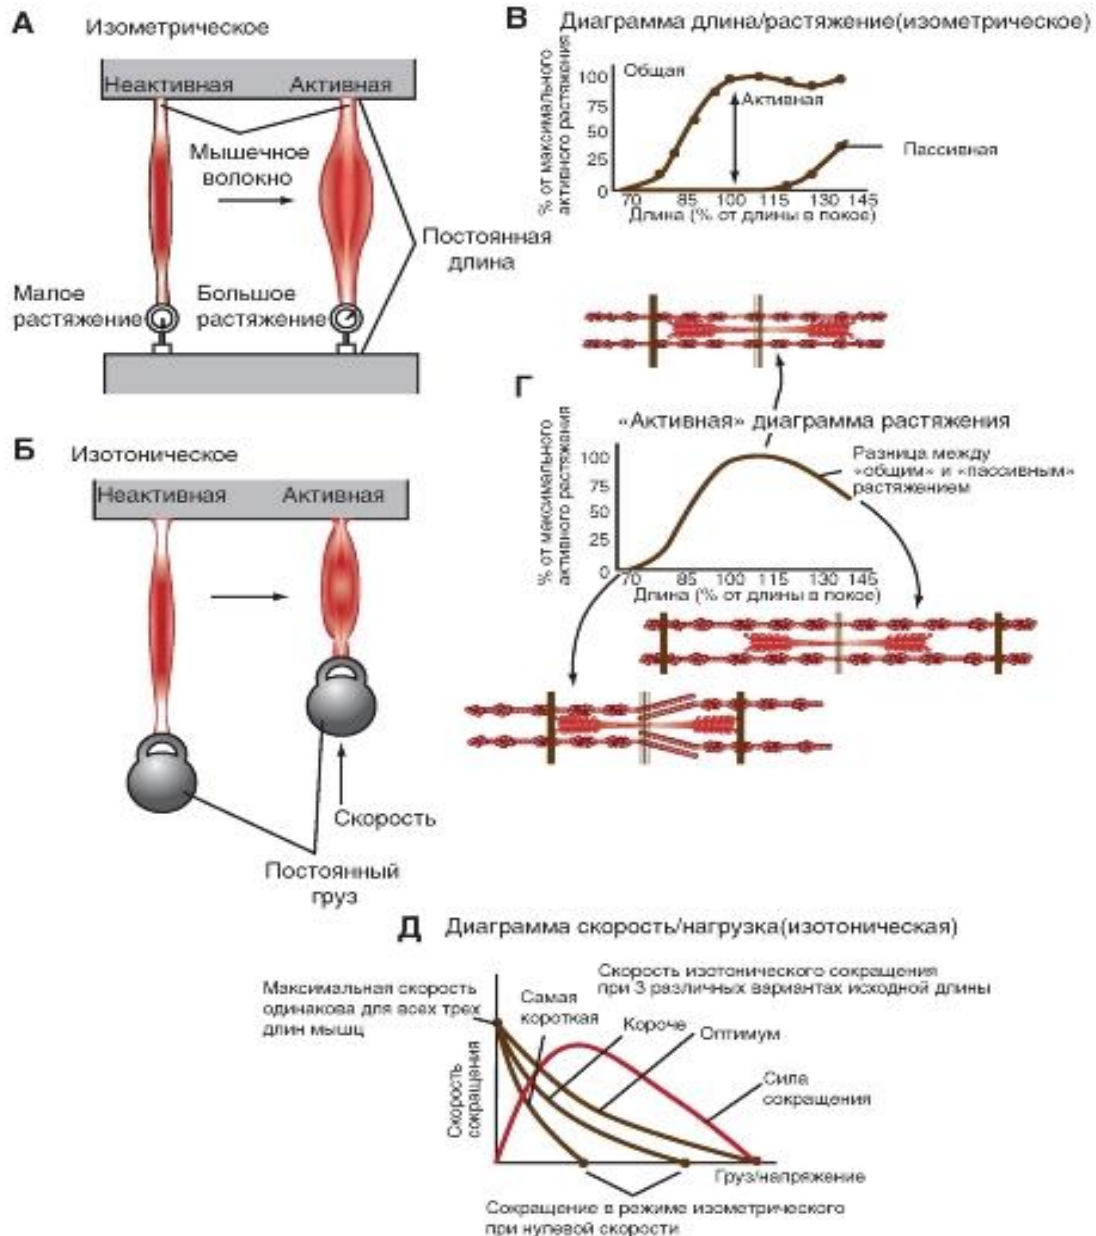 А
Изометрическое
Неактивная
Активная
Мышечное
волокно
Постоянная
длина
Малое
растяжение
Большое
растяжение
В
Диаграмма длина/растяжение(изометрическое)
% от максимального
активного растяжения
100
75
50
25
0
Общая
Активная
Пассивная
70 85 100 115 130 145
Длина (% от длины в покое)
Г
«Активная» диаграмма растяжения
% от максимального
активного растяжения
100
75
50
25
0
Разница между
«общим» и «пассивным»
растяжением
70 85 100 115 130 145
Длина (% от длины в покое)
Б
Изотоническое
Неактивная
Активная
Скорость
Постоянный
груз
Д
Диаграмма скорость/нагрузка(изотоническая)
Максимальная скорость
одинакова для всех трех
длин мышц
Скорость изотонического сокращения
при 3 различных вариантах исходной длины
Самая
короткая
Короче
Оптимум
Сила
сокращения
Скорость
сокращения
Груз/напряжение
Сокращение в режиме изометрического
при нулевой скорости